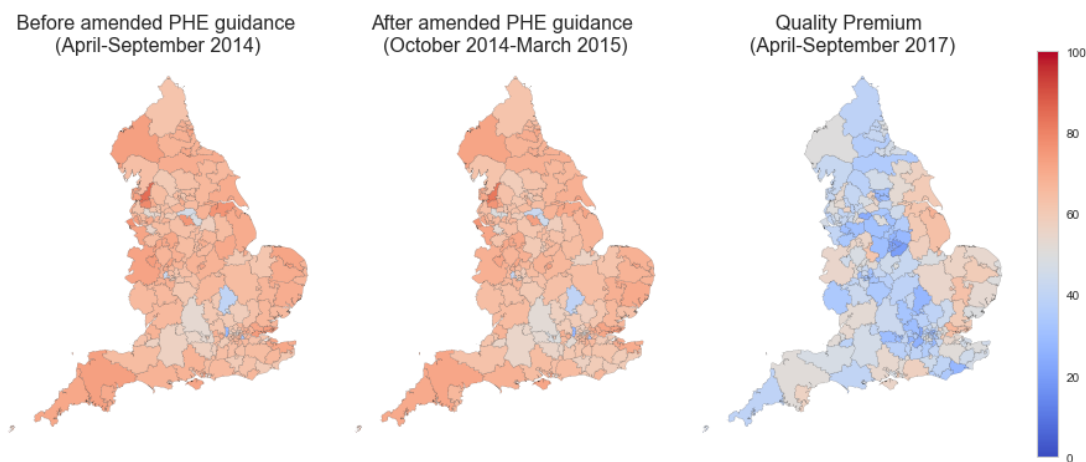 Before amended PHE guidance
(April-September 2014)
After amended PHE guidance
(October 2014-March 2015)
Quality Premium
(April-September 2017)
100
80
60
40
20
0